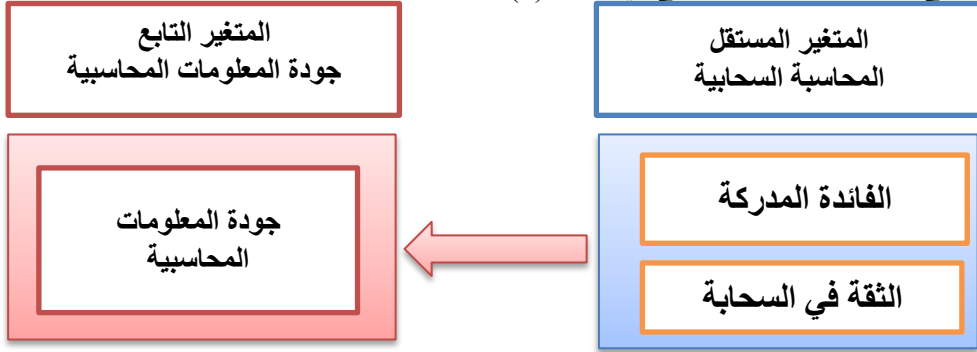 المتغير المستقل
المحاسبة السحابية
المتغير التابع
جودة المعلومات المحاسبية
الفائدة المدركة
الثقة في السحابة
جودة المعلومات
المحاسبية